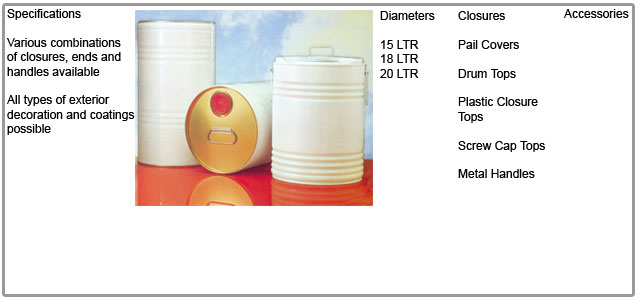 Specifications
Various combinations
of closures, ends and
handles available
All types of exterior
decoration and coatings
possible
Diameters
15 LTR
18 LTR
20 LTR
Closures
Pail Covers
Drum Tops
Plastic Closure
Tops
Screw Cap Tops
Metal Handles
Accessories